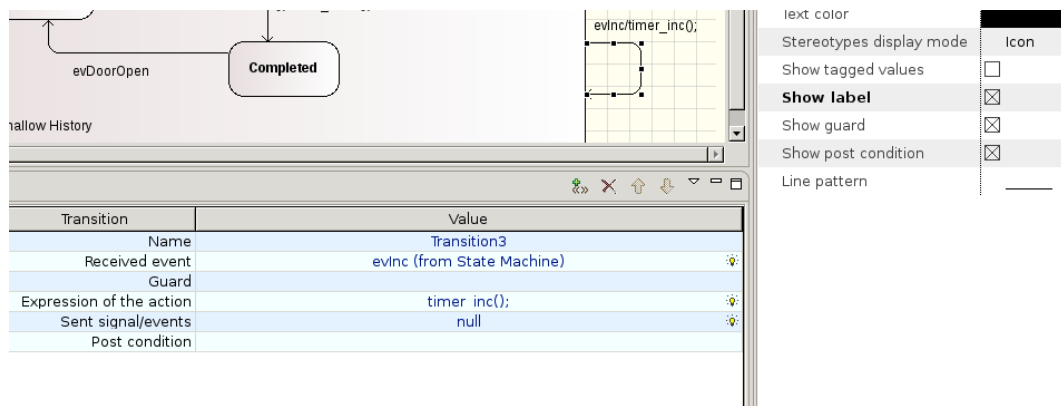 evInc/timer_inc();
evDoorOpen
Completed
hallow History
Transition Value
Name Transition3
Received event evInc (from State Machine)
Guard
Expression of the action timer_inc();
Sent signal/events null
Post condition
Text color
Stereotypes display mode Icon
Show tagged values
Show label
Show guard
Show post condition
Line pattern